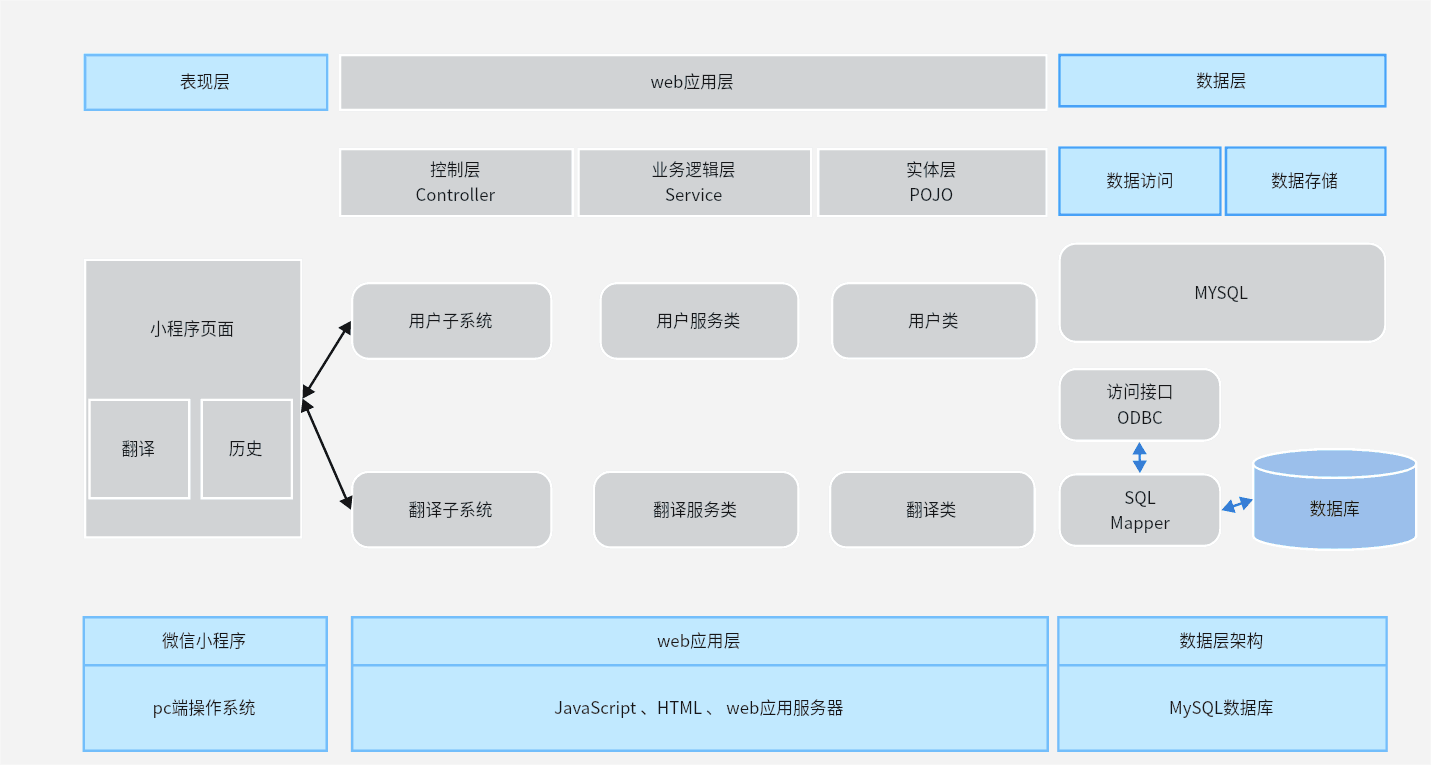 表现层
web应用层
数据层
控制层
Controller
业务逻辑层
Service
实体层
POJO
数据访问
数据存储
小程序页面
翻译
历史
用户子系统
用户服务类
用户类
MYSQL
访问接口
ODBC
翻译子系统
翻译服务类
翻译类
SQL
Mapper
数据库
微信小程序
web应用层
数据层架构
pc端操作系统
JavaScript 、HTML 、 web应用服务器
MySQL数据库